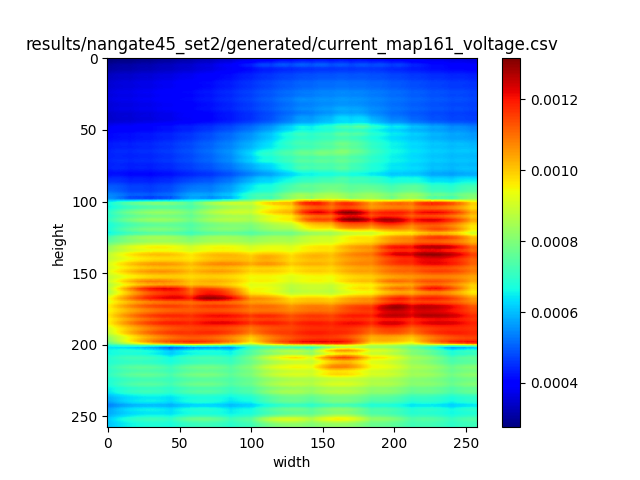 results/nangate45_set2/generated/current_map161_voltage.csv
0
50
100
150
200
250
height
0 50 100 150 200 250
width
0.0012
0.0010
0.0008
0.0006
0.0004